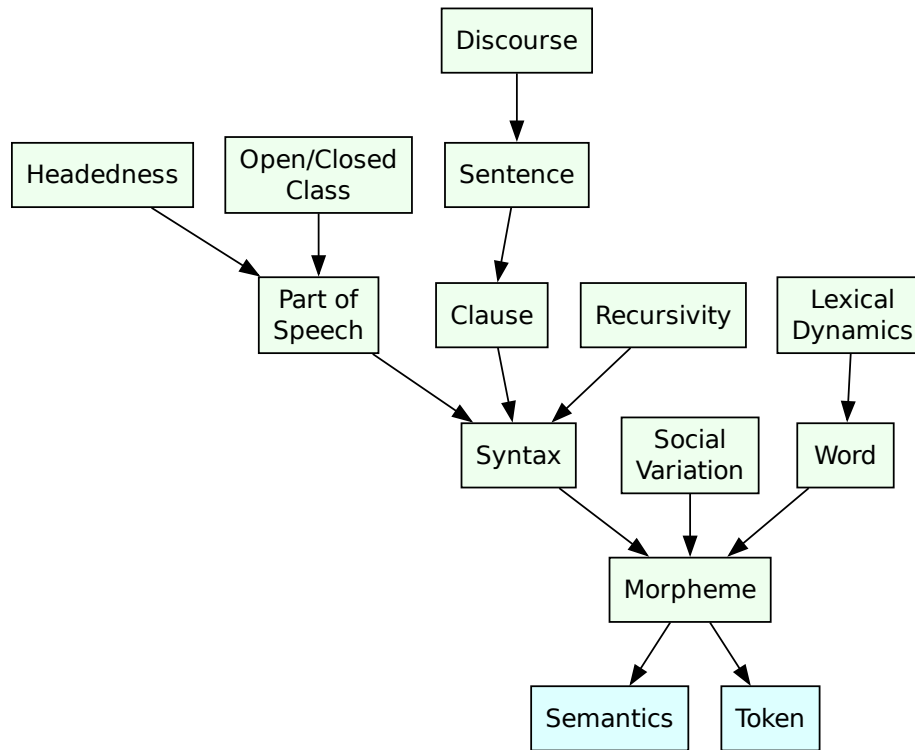 Discourse
Headedness
Open/Closed
Class
Sentence
Part of
Speech
Clause
Recursivity
Lexical
Dynamics
Syntax
Social
Variation
Word
Morpheme
Semantics
Token